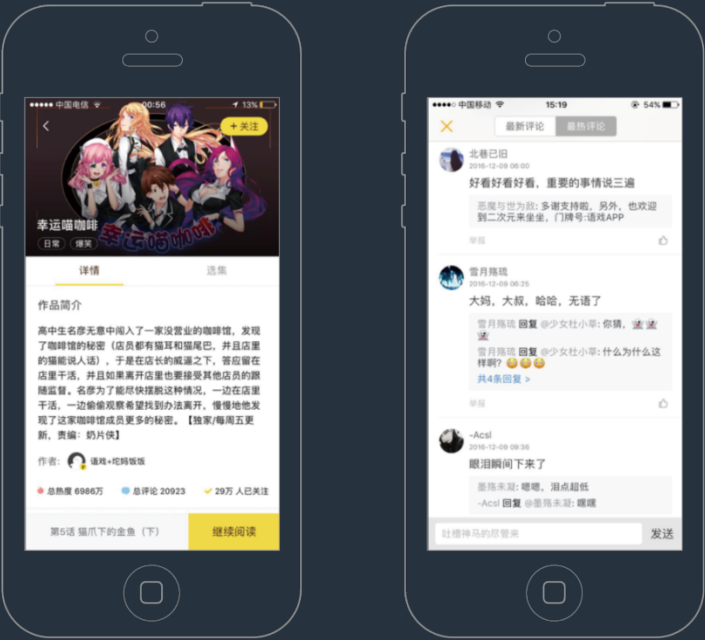 中国电信 00:56 13%
+ 关注
幸运喵咖啡
幸运喵咖啡
日常 爆笑
详情 选集
作品简介
高中生名彦无意中闯入了一家没营业的咖啡馆，发现
了咖啡馆的秘密（店员都有猫耳和猫尾巴，并且店里
的猫能说人话），于是在店长的威逼之下，答应留在
店里干活，并且如果离开店里也要接受其他店员的跟
随监督。名彦为了能尽快摆脱这种情况，一边在店里
干活，一边偷偷观察希望找到办法离开，慢慢地他发
现了这家咖啡馆成员更多的秘密。【独家/每周五更
新，责编：奶片侠】
作者： 语戏+坨妈饭饭
总热度 6986万 总评论 20923 29万 人已关注
第5话 猫爪下的金鱼（下） 继续阅读
中国移动 15:19 54%
最新评论 最热评论
北巷已旧
2016-12-09 06:00
好看好看好看，重要的事情说三遍
恶魔与世为敌: 多谢支持啦，另外，也欢迎
到二次元来坐坐，门牌号:语戏APP
举报
雪月殇琉
2016-12-09 06:25
大妈，大叔，哈哈，无语了
雪月殇琉 回复 @少女杜小草: 你猜，
雪月殇琉 回复 @少女杜小草: 什么为什么这
样啊?
共4条回复 >
举报
-Acsl
2016-12-09 09:36
眼泪瞬间下来了
墨殇未凝: 嗯嗯，泪点超低
-Acsl 回复 @墨殇未凝: 嘿嘿
吐槽神马的尽管来 发送